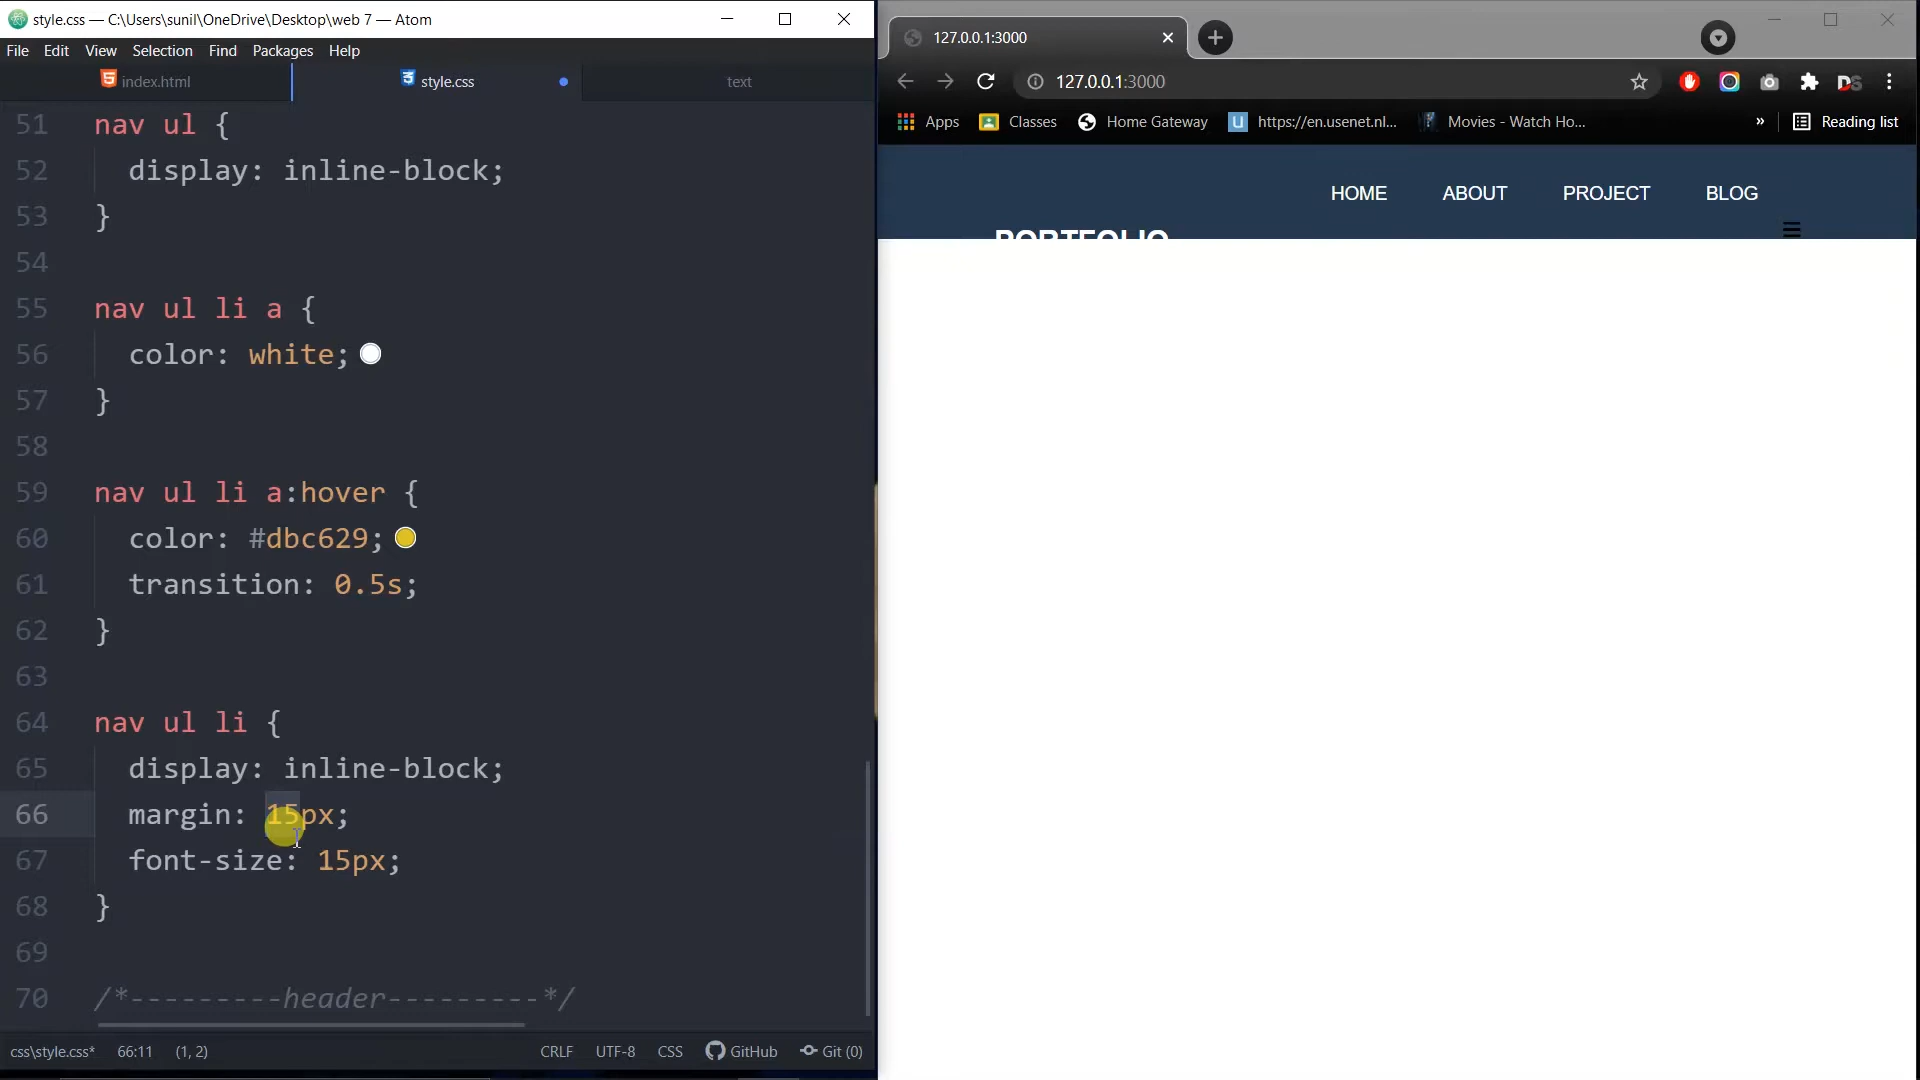 style.css — C:\Users\sunil\OneDrive\Desktop\web 7 — Atom
File Edit View Selection Find Packages Help
index.html style.css text
51 nav ul {
52 display: inline-block;
53 }
54
55 nav ul li a {
56 color: white;
57 }
58
59 nav ul li a:hover {
60 color: #dbc629;
61 transition: 0.5s;
62 }
63
64 nav ul li {
65 display: inline-block;
66 margin: 15px;
67 font-size: 15px;
68 }
69
70 /*---------header---------*/
css\style.css* 66:11 (1, 2) CRLF UTF-8 CSS GitHub Git (0)
127.0.0.1:3000
127.0.0.1:3000
Apps Classes Home Gateway U https://en.usenet.nl... Movies - Watch Ho... » Reading list
HOME ABOUT PROJECT BLOG
PORTFOLIO